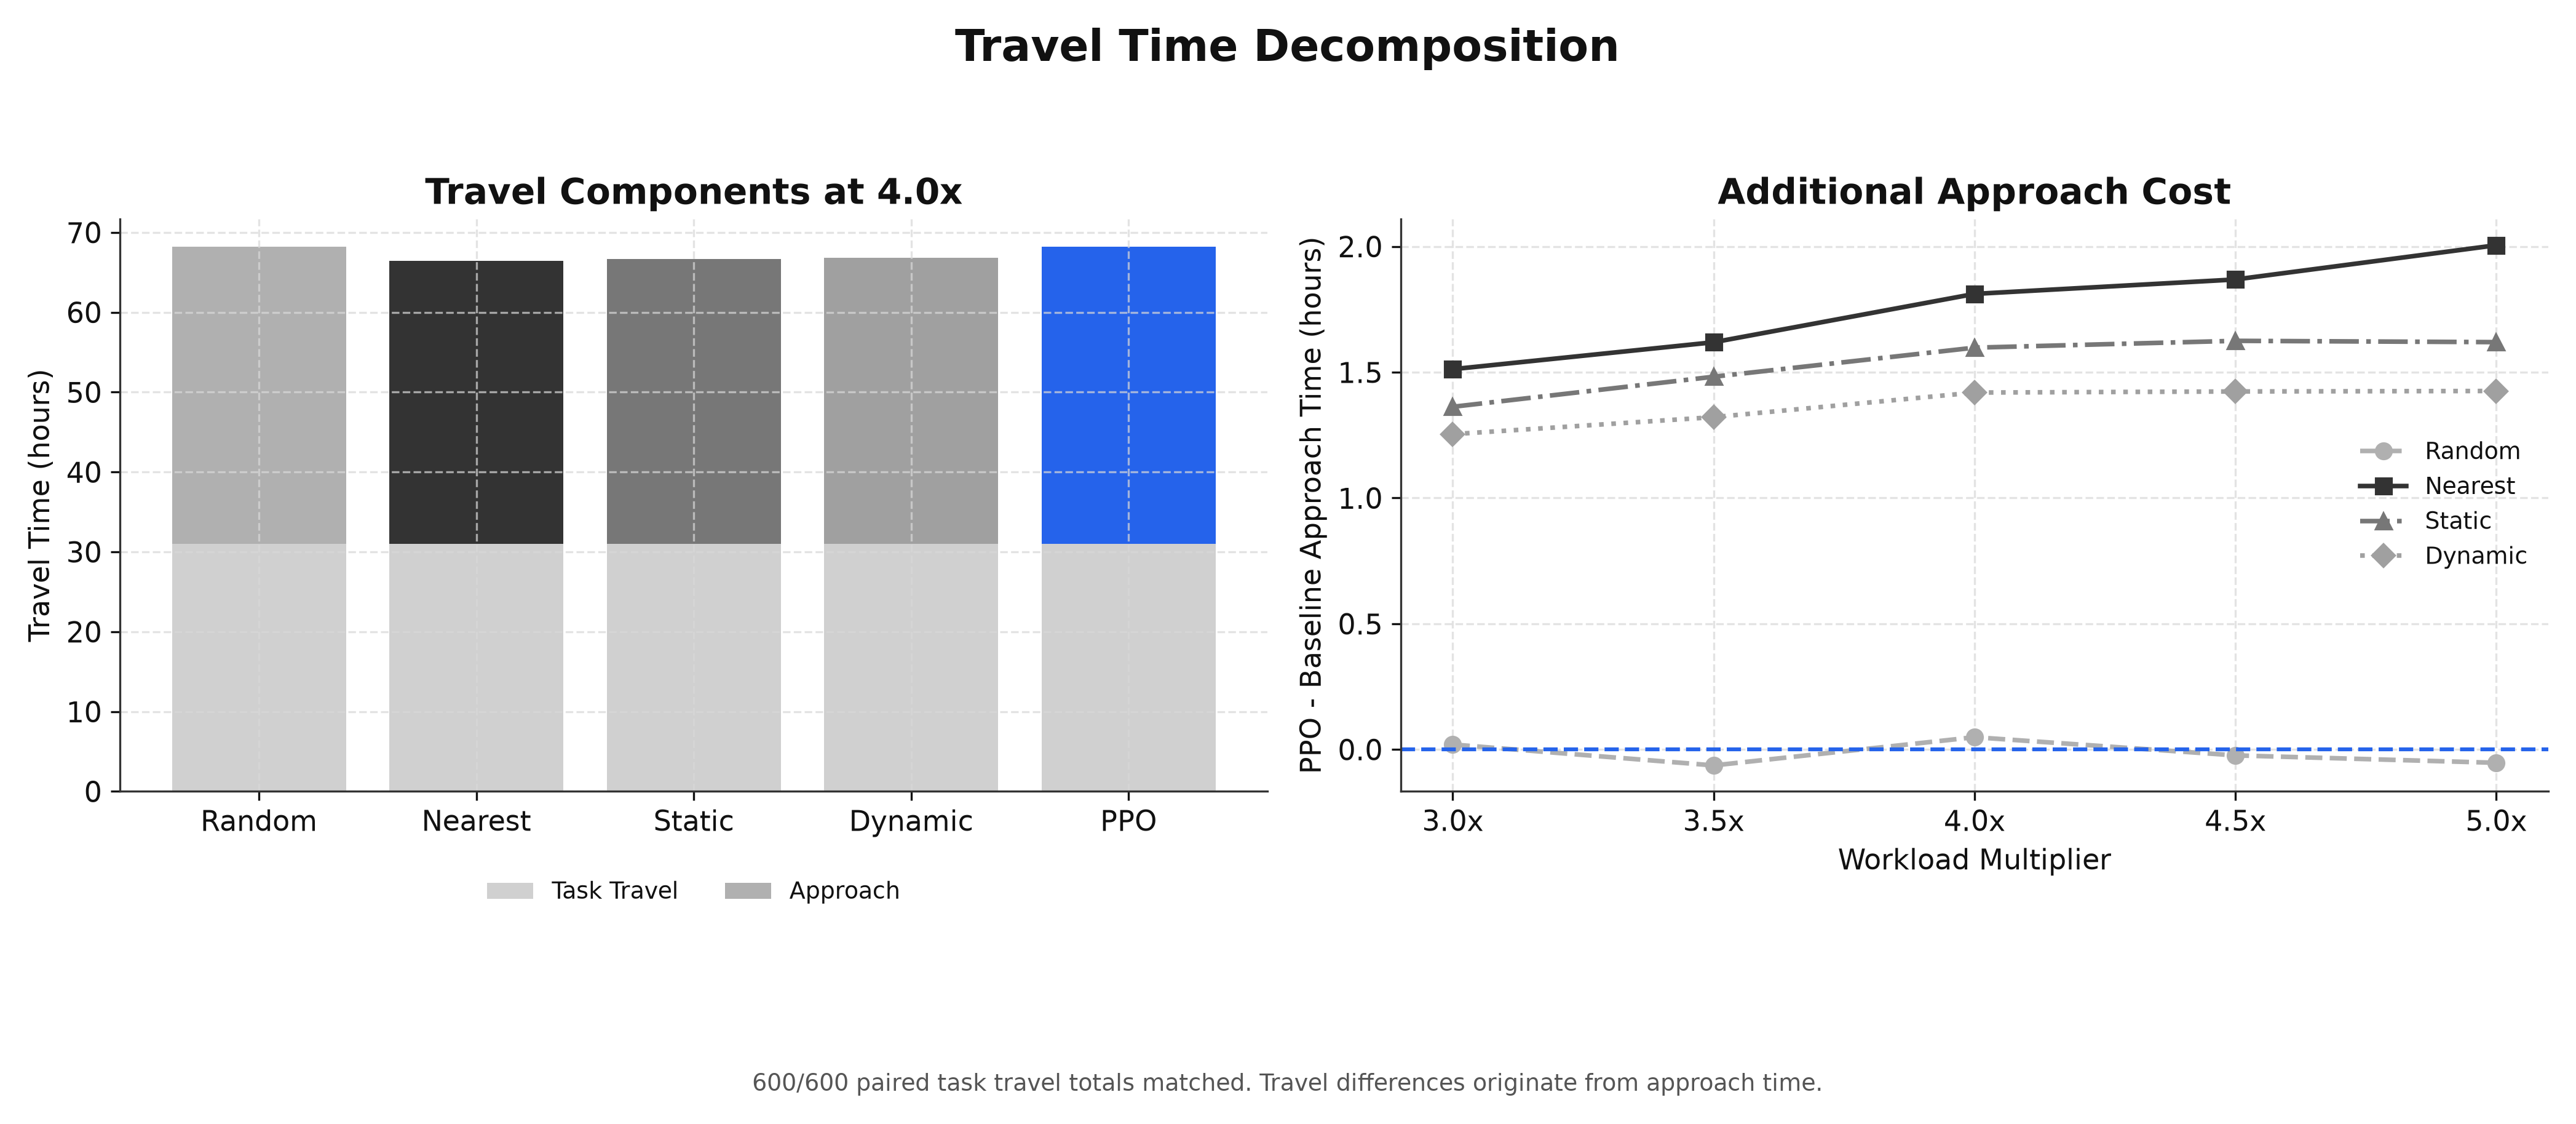 Travel Time Decomposition
Travel Components at 4.0x
Travel Time (hours)
70
60
50
40
30
20
10
0
Random
Nearest
Static
Dynamic
PPO
Task Travel
Approach
Additional Approach Cost
PPO - Baseline Approach Time (hours)
2.0
1.5
1.0
0.5
0.0
Random
Nearest
Static
Dynamic
3.0x
3.5x
4.0x
4.5x
5.0x
Workload Multiplier
600/600 paired task travel totals matched. Travel differences originate from approach time.